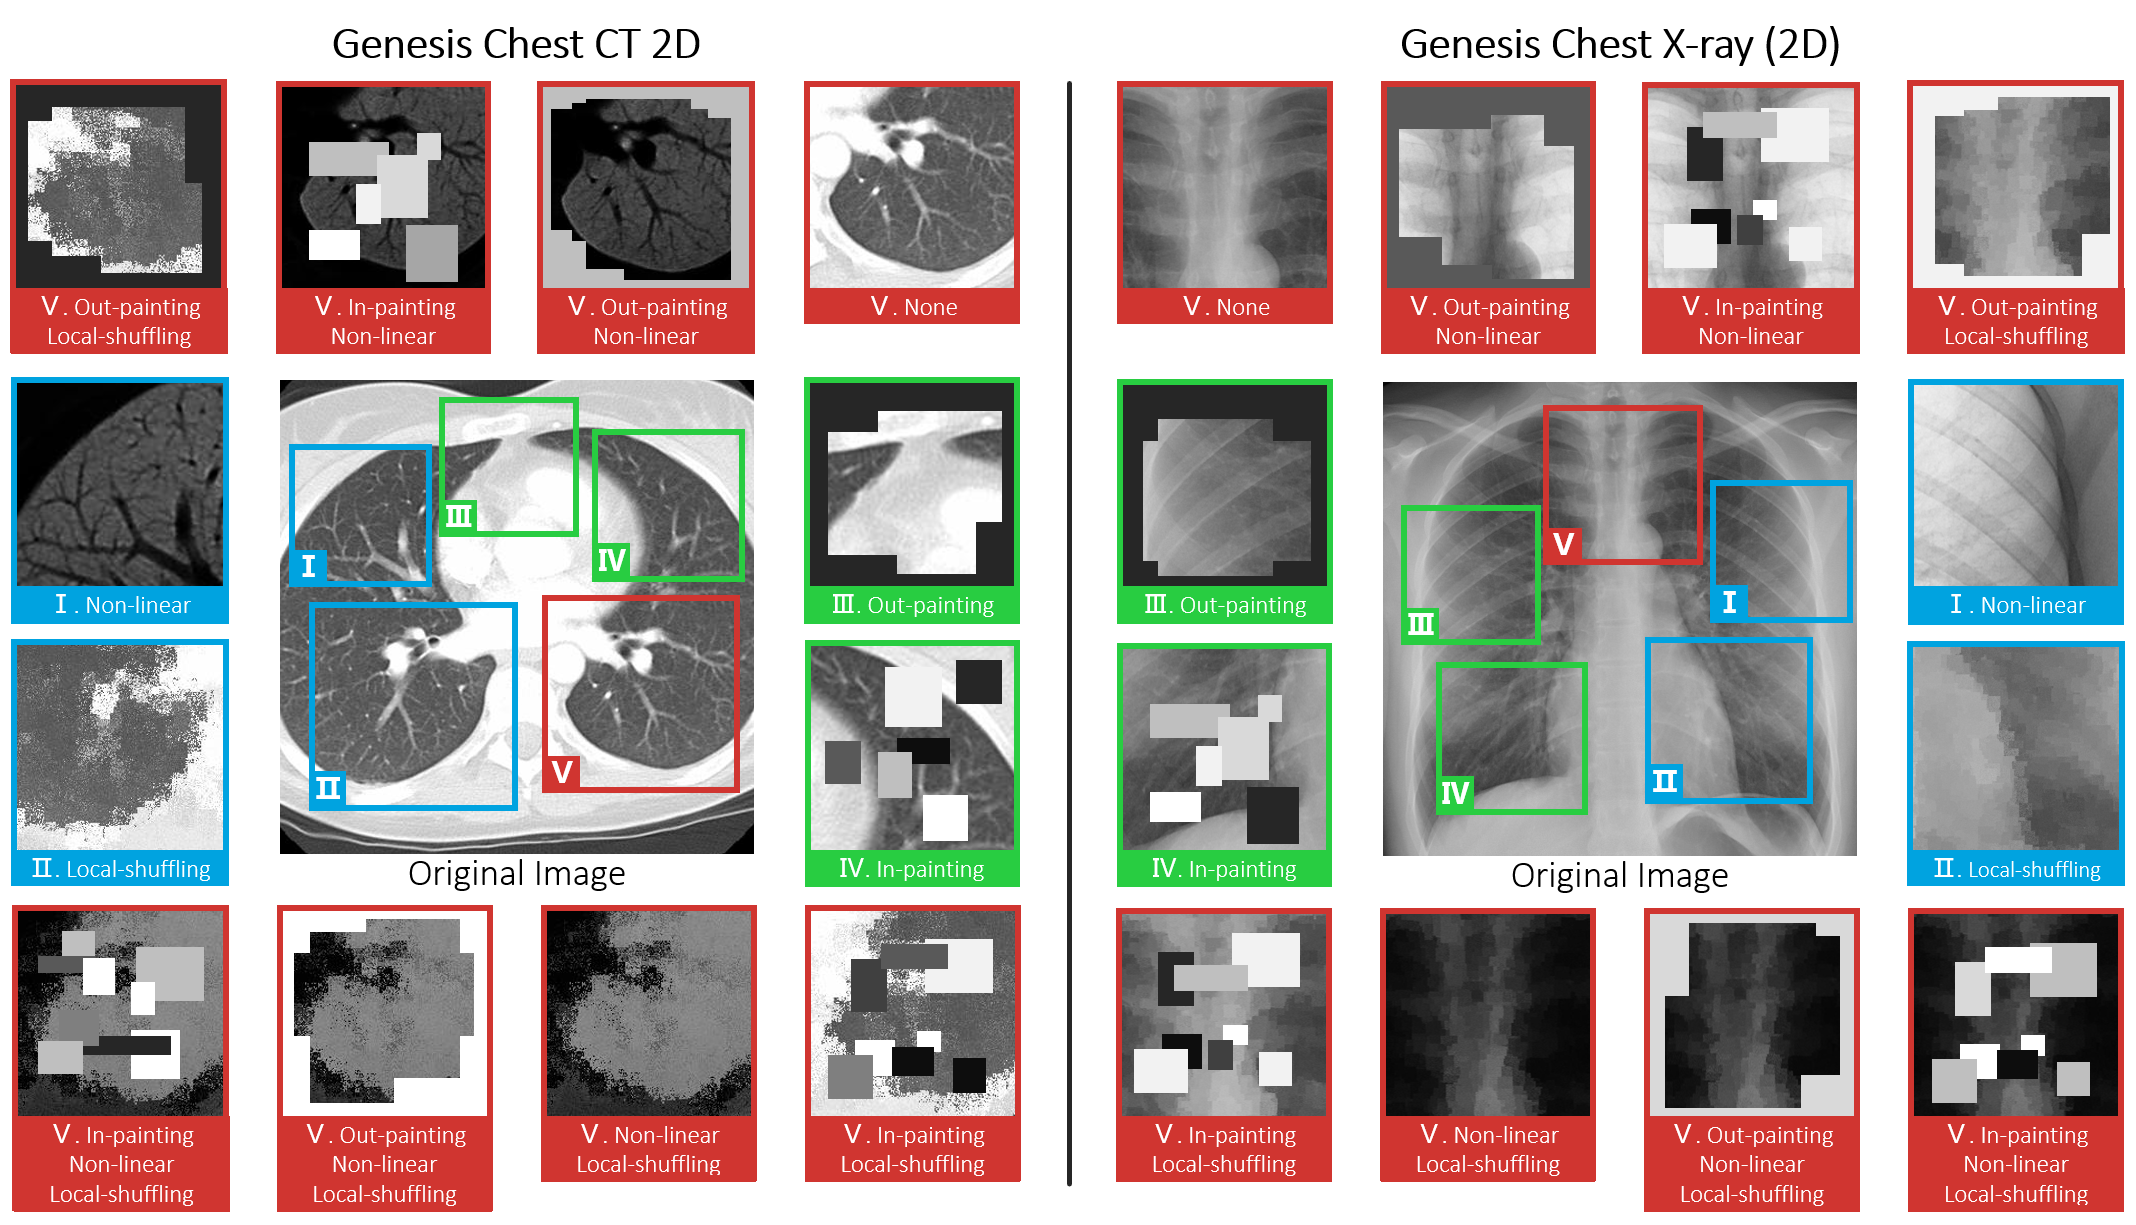 Genesis Chest CT 2D
Genesis Chest X-ray (2D)
Ⅴ. Out-painting
Local-shuffling
Ⅴ. In-painting
Non-linear
Ⅴ. Out-painting
Non-linear
Ⅴ. None
Ⅴ. None
Ⅴ. Out-painting
Non-linear
Ⅴ. In-painting
Non-linear
Ⅴ. Out-painting
Local-shuffling
Ⅰ. Non-linear
Ⅱ. Local-shuffling
Ⅰ
Ⅲ
Ⅳ
Ⅱ
Ⅴ
Original Image
Ⅲ. Out-painting
Ⅳ. In-painting
Ⅲ. Out-painting
Ⅳ. In-painting
Ⅴ
Ⅰ
Ⅲ
Ⅳ
Ⅱ
Original Image
Ⅰ. Non-linear
Ⅱ. Local-shuffling
Ⅴ. In-painting
Non-linear
Local-shuffling
Ⅴ. Out-painting
Non-linear
Local-shuffling
Ⅴ. Non-linear
Local-shuffling
Ⅴ. In-painting
Local-shuffling
Ⅴ. In-painting
Local-shuffling
Ⅴ. Non-linear
Local-shuffling
Ⅴ. Out-painting
Non-linear
Local-shuffling
Ⅴ. In-painting
Non-linear
Local-shuffling